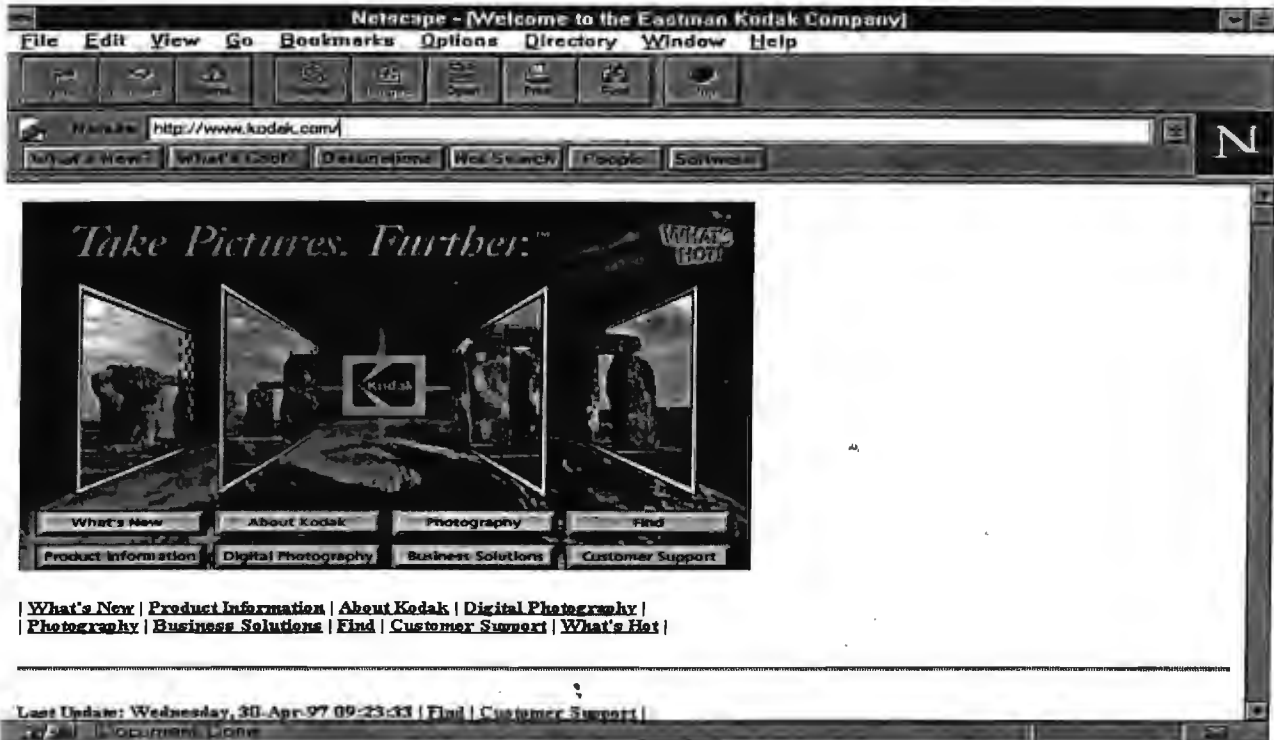 Netscape - [Welcome to the Eastman Kodak Company]
File Edit View Go Bookmarks Options Directory Window Help
Open Print Find
http://www.kodak.com/
N
What's New? What's Cool? Destinations Net Search People Software
Take Pictures. Further.™
WHAT'S
HOT!
Kodak
What's New About Kodak Photography Find
Product Information Digital Photography Business Solutions Customer Support
| What's New | Product Information | About Kodak | Digital Photography |
| Photography | Business Solutions | Find | Customer Support | What's Hot |
Last Update: Wednesday, 30-Apr-97 09:23:33 | Find | Customer Support |
Document: Done